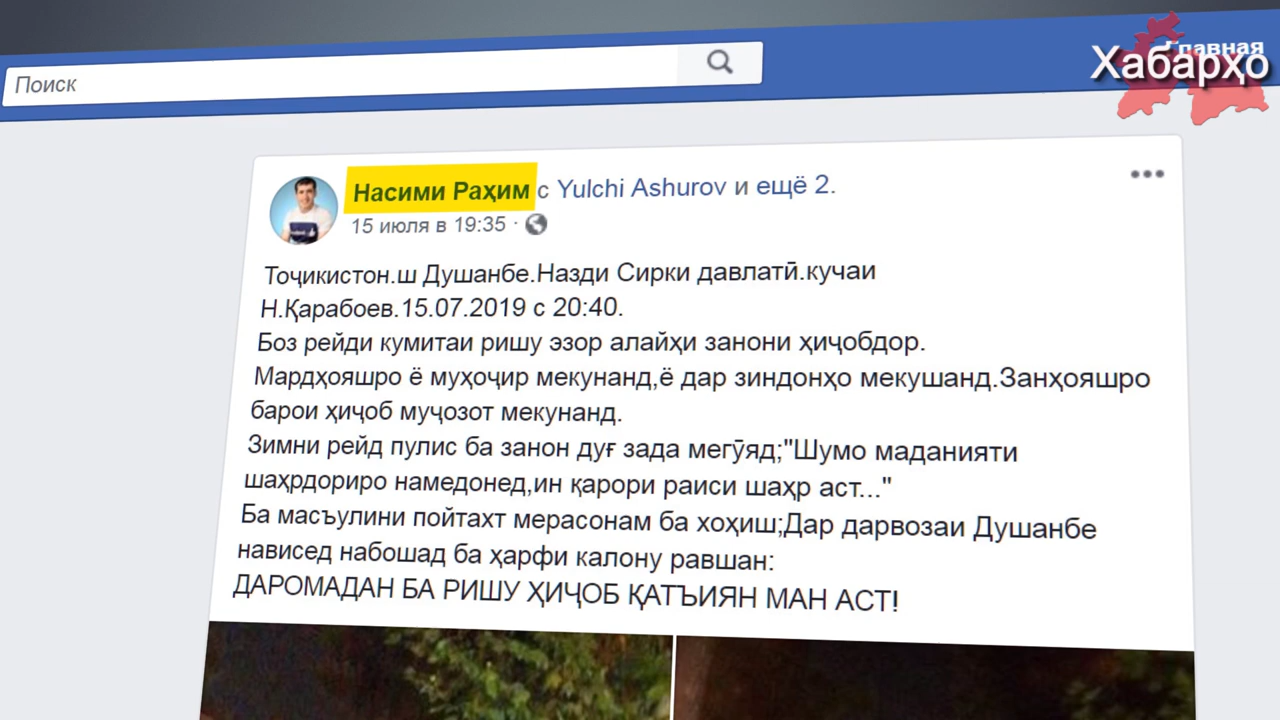 Поиск
Главная
Хабарҳо
Насими Раҳим с Yulchi Ashurov и ещё 2.
15 июля в 19:35 ·
Тоҷикистон.ш Душанбе.Назди Сирки давлатӣ.кучаи
Н.Қарабоев.15.07.2019 с 20:40.
Боз рейди кумитаи ришу эзор алайҳи занони ҳиҷобдор.
Мардҳояшро ё муҳоҷир мекунанд,ё дар зиндонҳо мекушанд.Занҳояшро
барои ҳиҷоб муҷозот мекунанд.
Зимни рейд пулис ба занон дуғ зада мегӯяд;"Шумо маданияти
шаҳрдориро намедонед,ин қарори раиси шаҳр аст..."
Ба масъулини пойтахт мерасонам ба хоҳиш;Дар дарвозаи Душанбе
нависед набошад ба ҳарфи калону равшан:
ДАРОМАДАН БА РИШУ ҲИҶОБ ҚАТЪИЯН МАН АСТ!